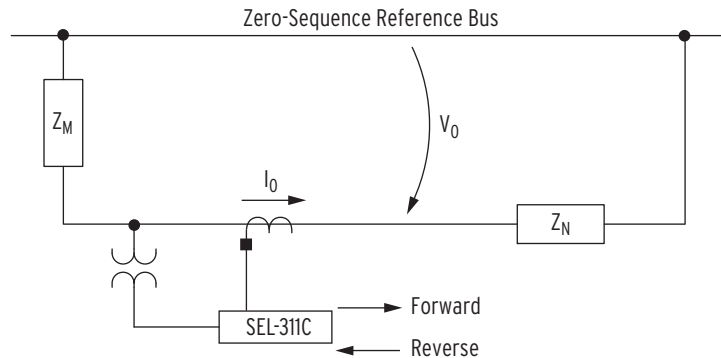 Zero-Sequence Reference Bus
Z_M
V_0
I_0
Z_N
SEL-311C
Forward
Reverse